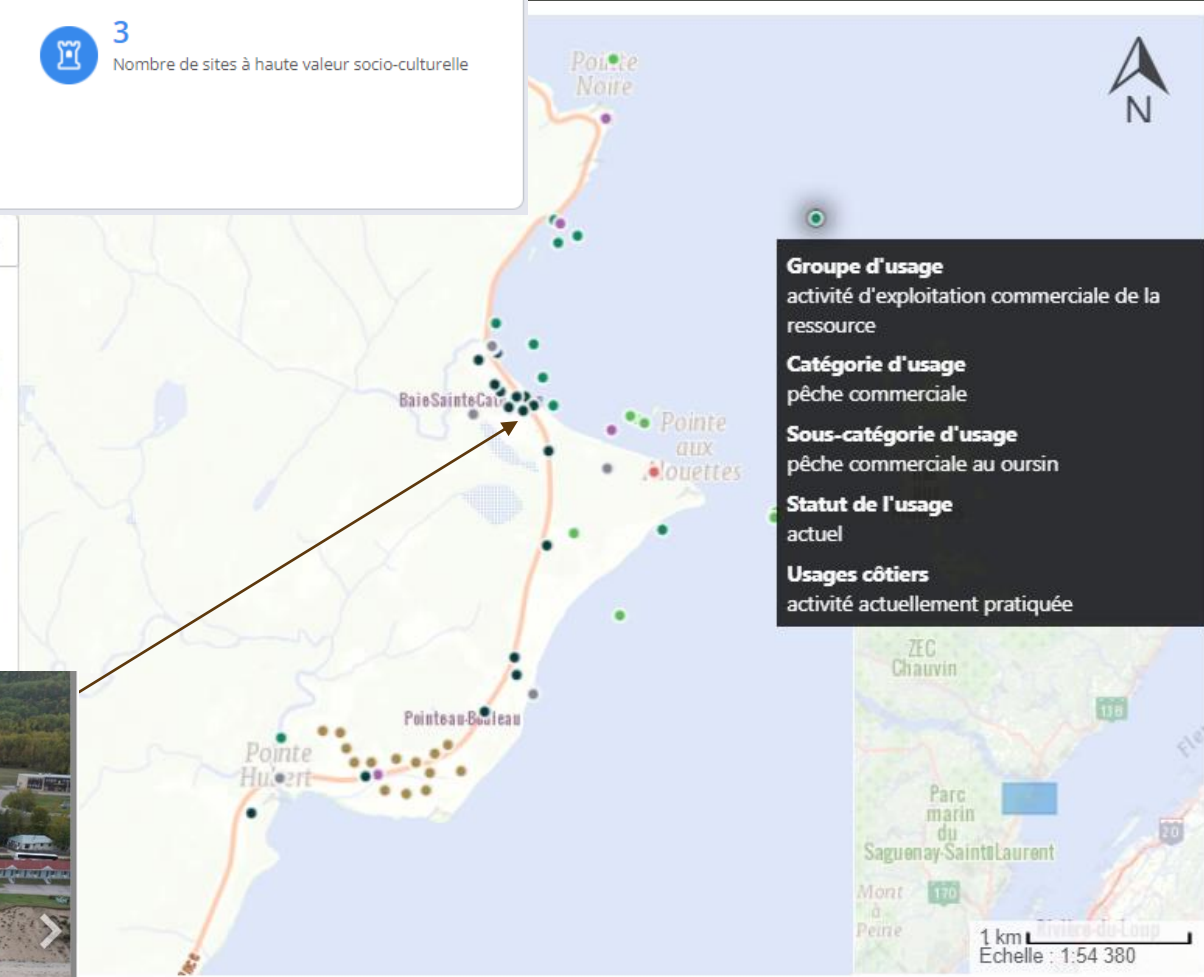 3
Nombre de sites à haute valeur socio-culturelle
Pointe
Noire
N
Groupe d'usage
activité d'exploitation commerciale de la
ressource
Catégorie d'usage
pêche commerciale
Sous-catégorie d'usage
pêche commerciale au oursin
Statut de l'usage
actuel
Usages côtiers
activité actuellement pratiquée
Pointe
aux
Pointe
ZEC
Chauvin
138
Parc
marin
du
Saguenay-Saint-Laurent
20
Mont
à
Peine
170
Rivière-du-Loup
1 km
Échelle : 1:54 380